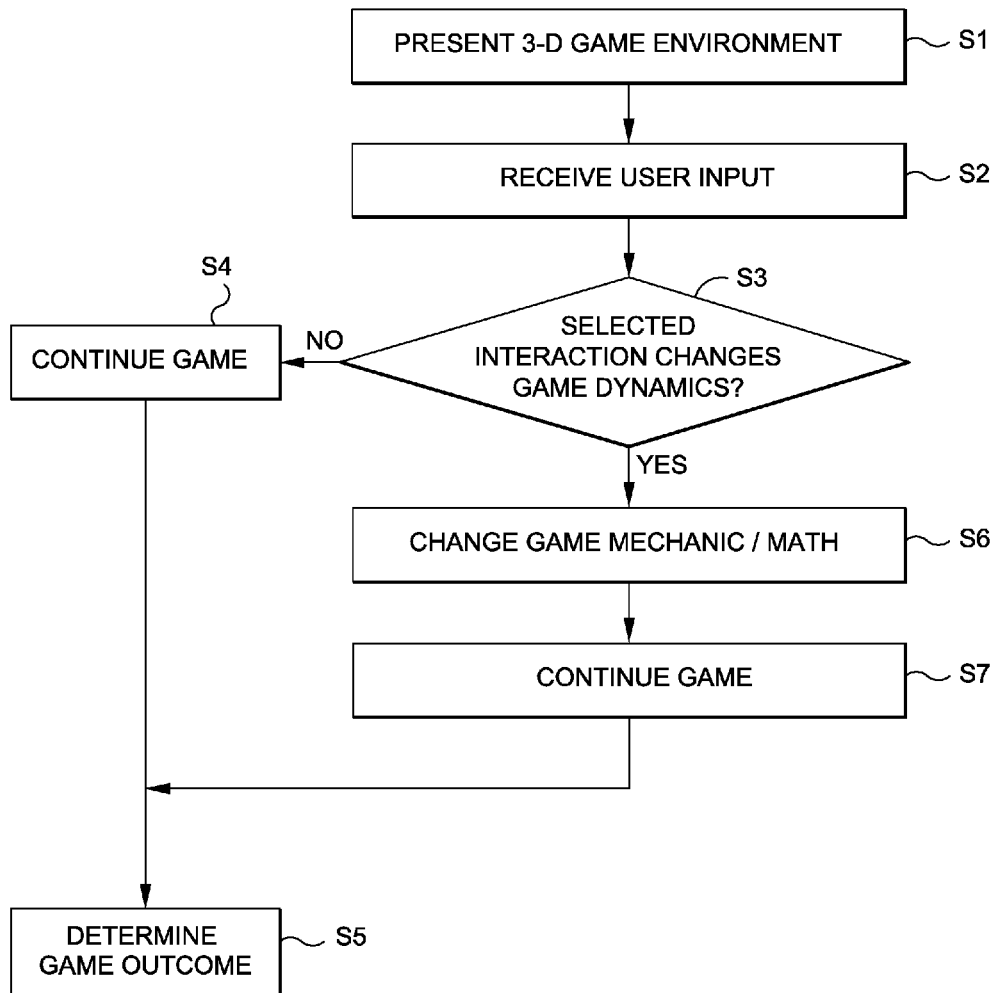 PRESENT 3-D GAME ENVIRONMENT
S1
RECEIVE USER INPUT
S2
S3
SELECTED
INTERACTION CHANGES
GAME DYNAMICS?
S4
NO
CONTINUE GAME
YES
CHANGE GAME MECHANIC / MATH
S6
CONTINUE GAME
S7
DETERMINE
GAME OUTCOME
S5